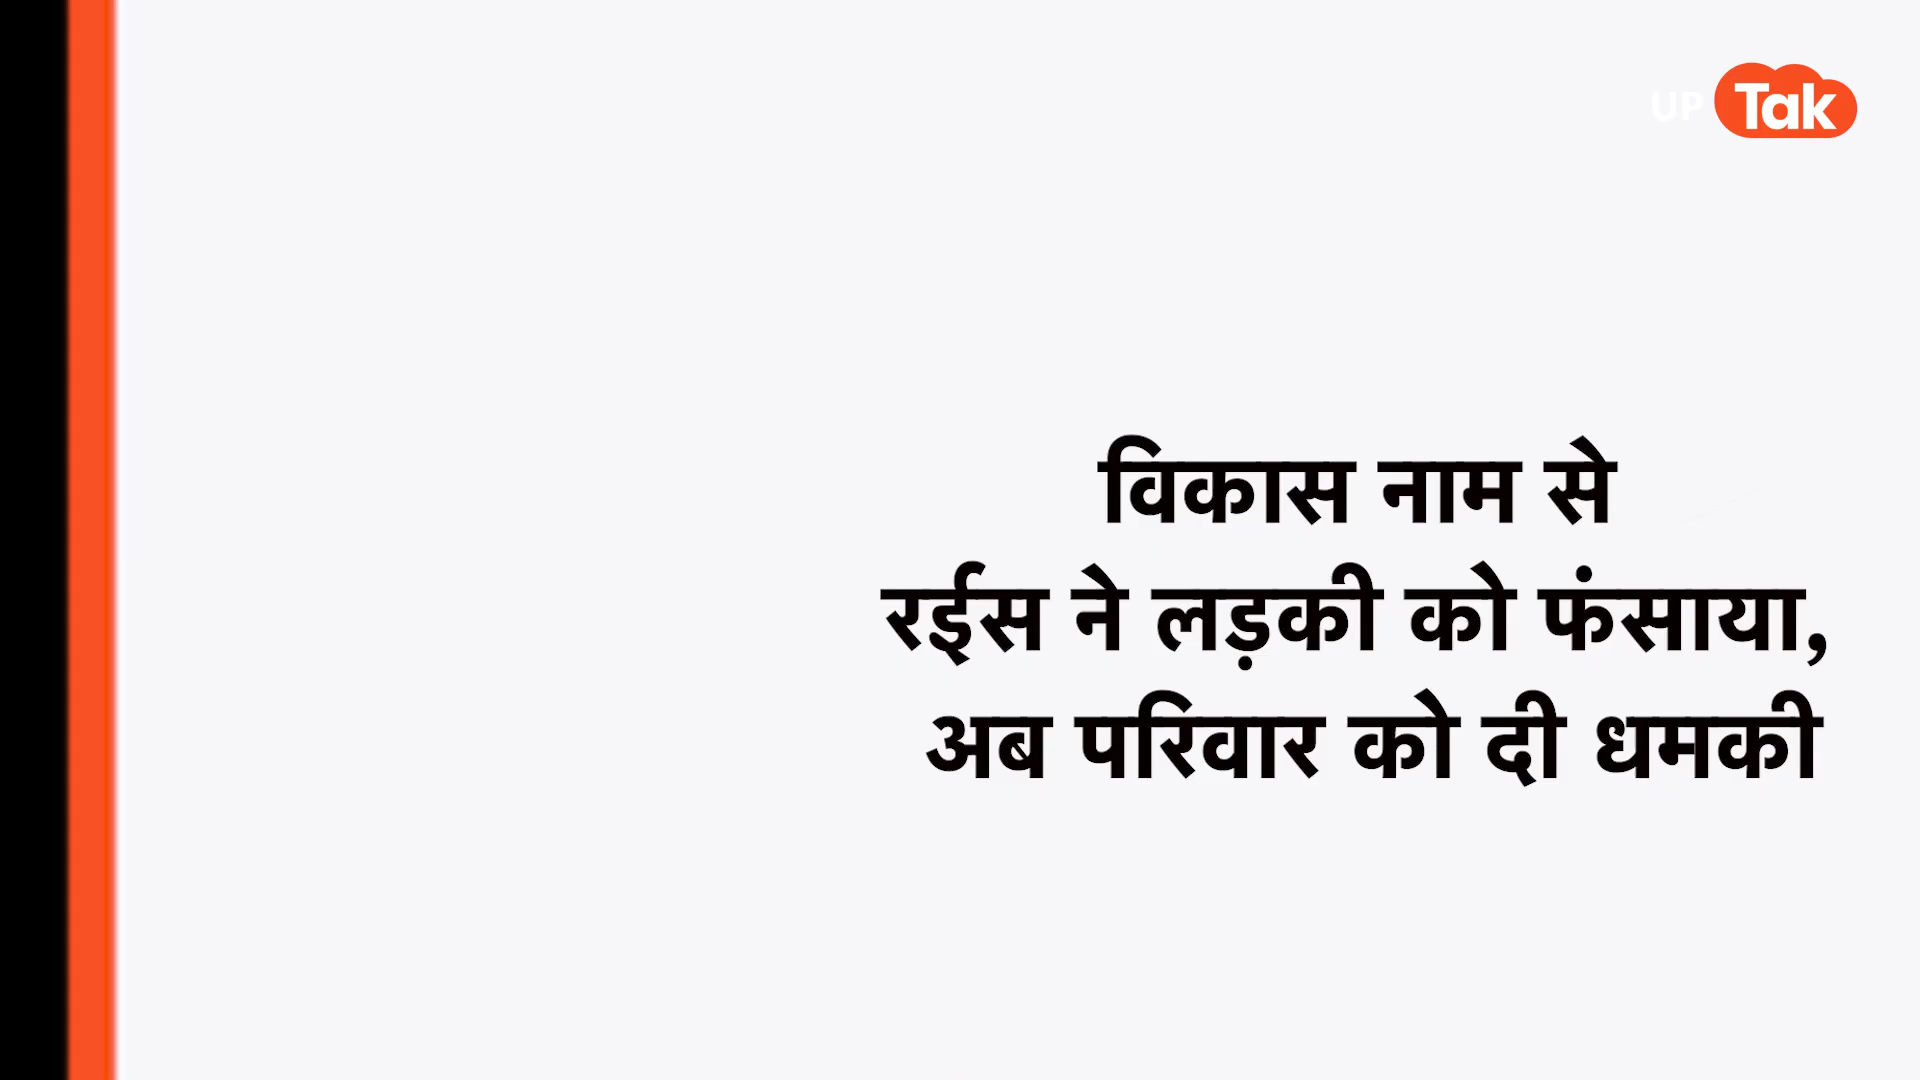 UP Tak
विकास नाम से
रईस ने लड़की को फंसाया,
अब परिवार को दी धमकी